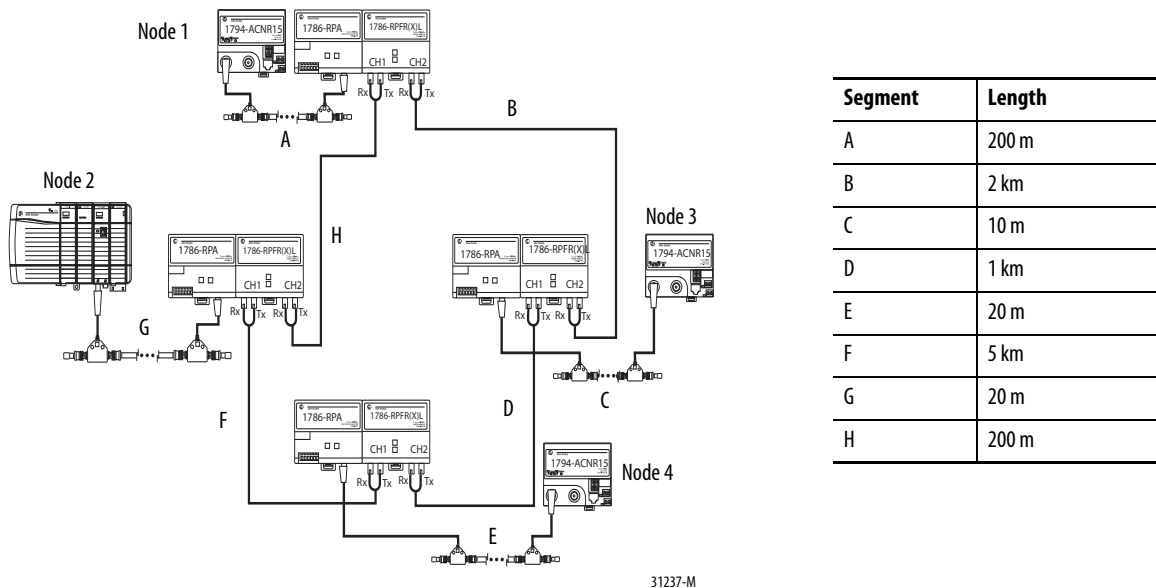 Node 1
1794-ACNR15
1786-RPA
1786-RPFR(X)L
CH1
CH2
Rx
Tx
Rx
Tx
A
B
H
Node 2
1786-RPA
1786-RPFR(X)L
CH1
CH2
Rx
Tx
Rx
Tx
G
F
Node 3
1786-RPA
1786-RPFR(X)L
CH1
CH2
Rx
Tx
Rx
Tx
1794-ACNR15
C
D
1786-RPA
1786-RPFR(X)L
CH1
CH2
Rx
Tx
Rx
Tx
1794-ACNR15
Node 4
E
31237-M
Segment Length
A 200 m
B 2 km
C 10 m
D 1 km
E 20 m
F 5 km
G 20 m
H 200 m